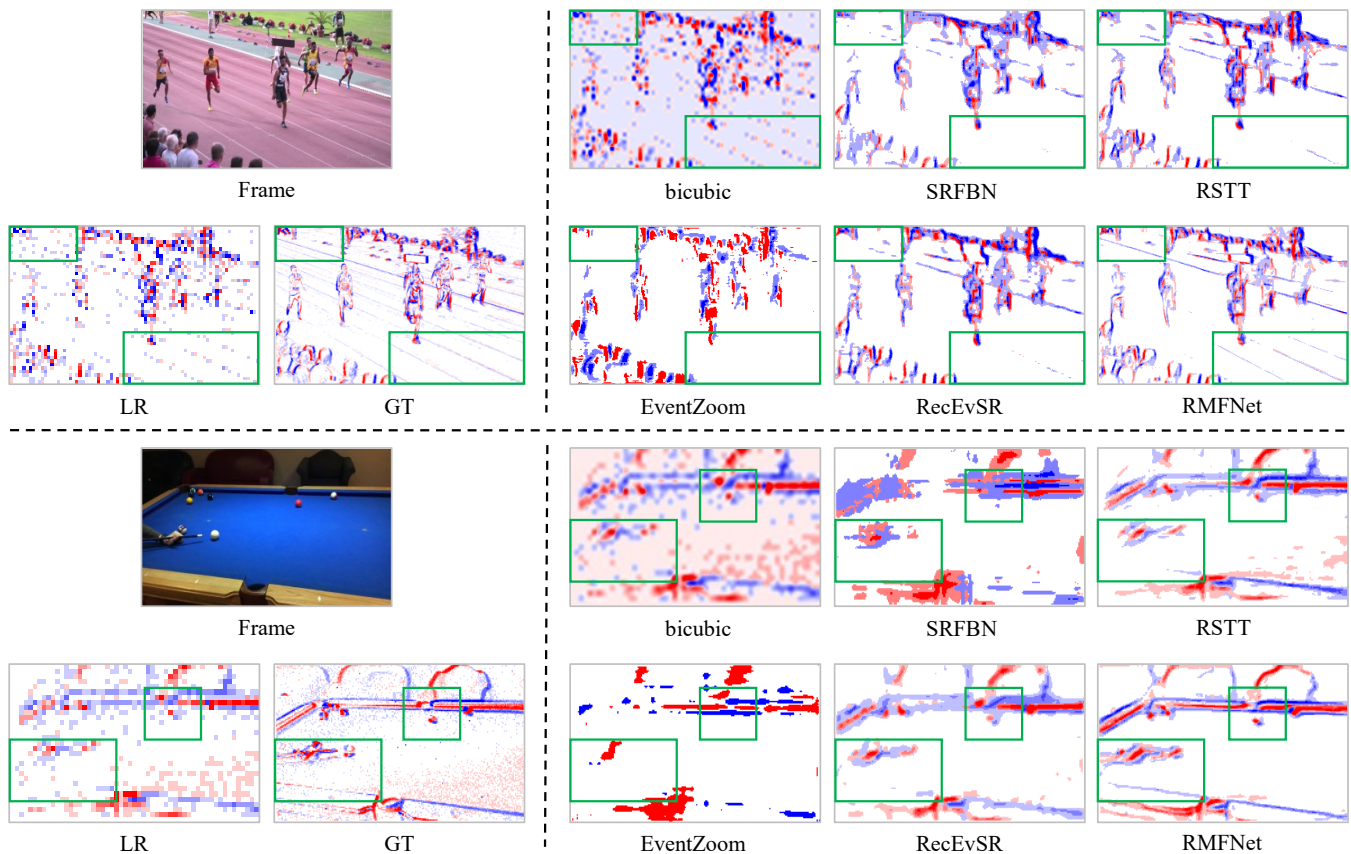 Frame
bicubic
SRFBN
RSTT
LR
GT
EventZoom
RecEvSR
RMFNet
Frame
bicubic
SRFBN
RSTT
LR
GT
EventZoom
RecEvSR
RMFNet